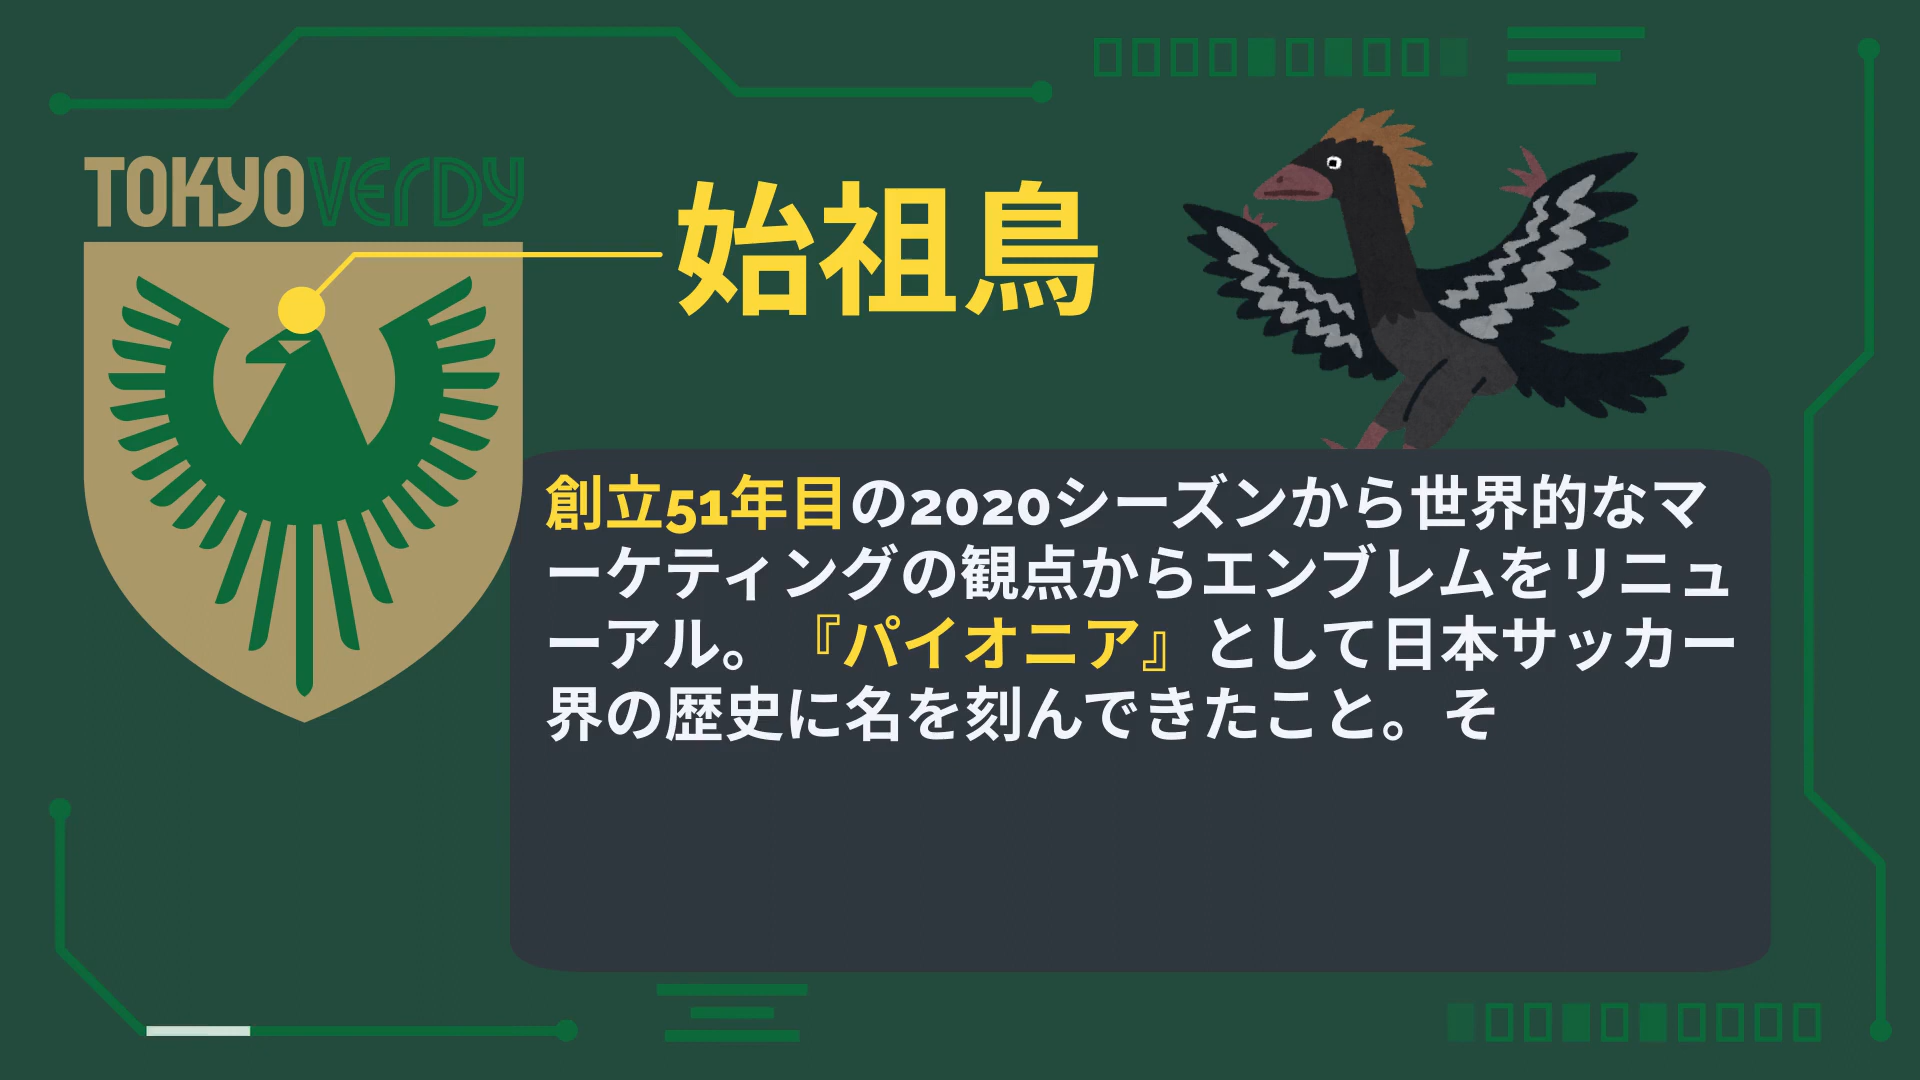 TOKYO VERDY
始祖鳥
創立51年目の2020シーズンから世界的なマ
ーケティングの観点からエンブレムをリニュ
ーアル。『パイオニア』として日本サッカー
界の歴史に名を刻んできたこと。そ